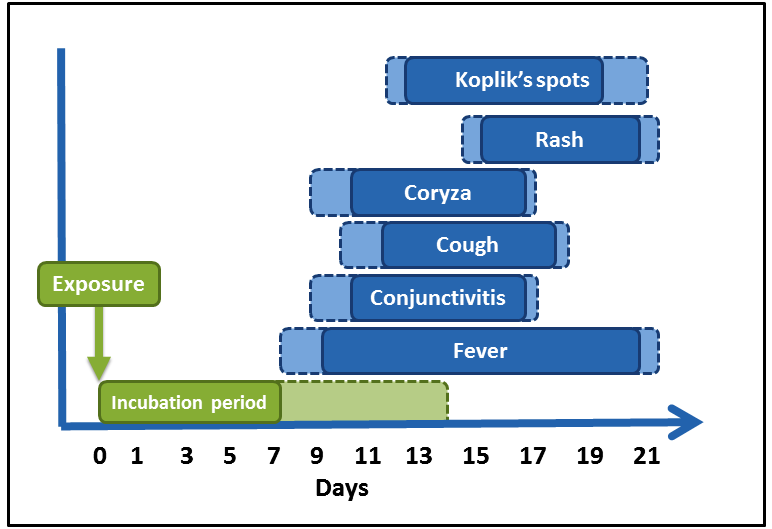 Koplik's spots
Rash
Coryza
Cough
Exposure
Conjunctivitis
Fever
Incubation period
0 1 3 5 7 9 11 13 15 17 19 21
Days